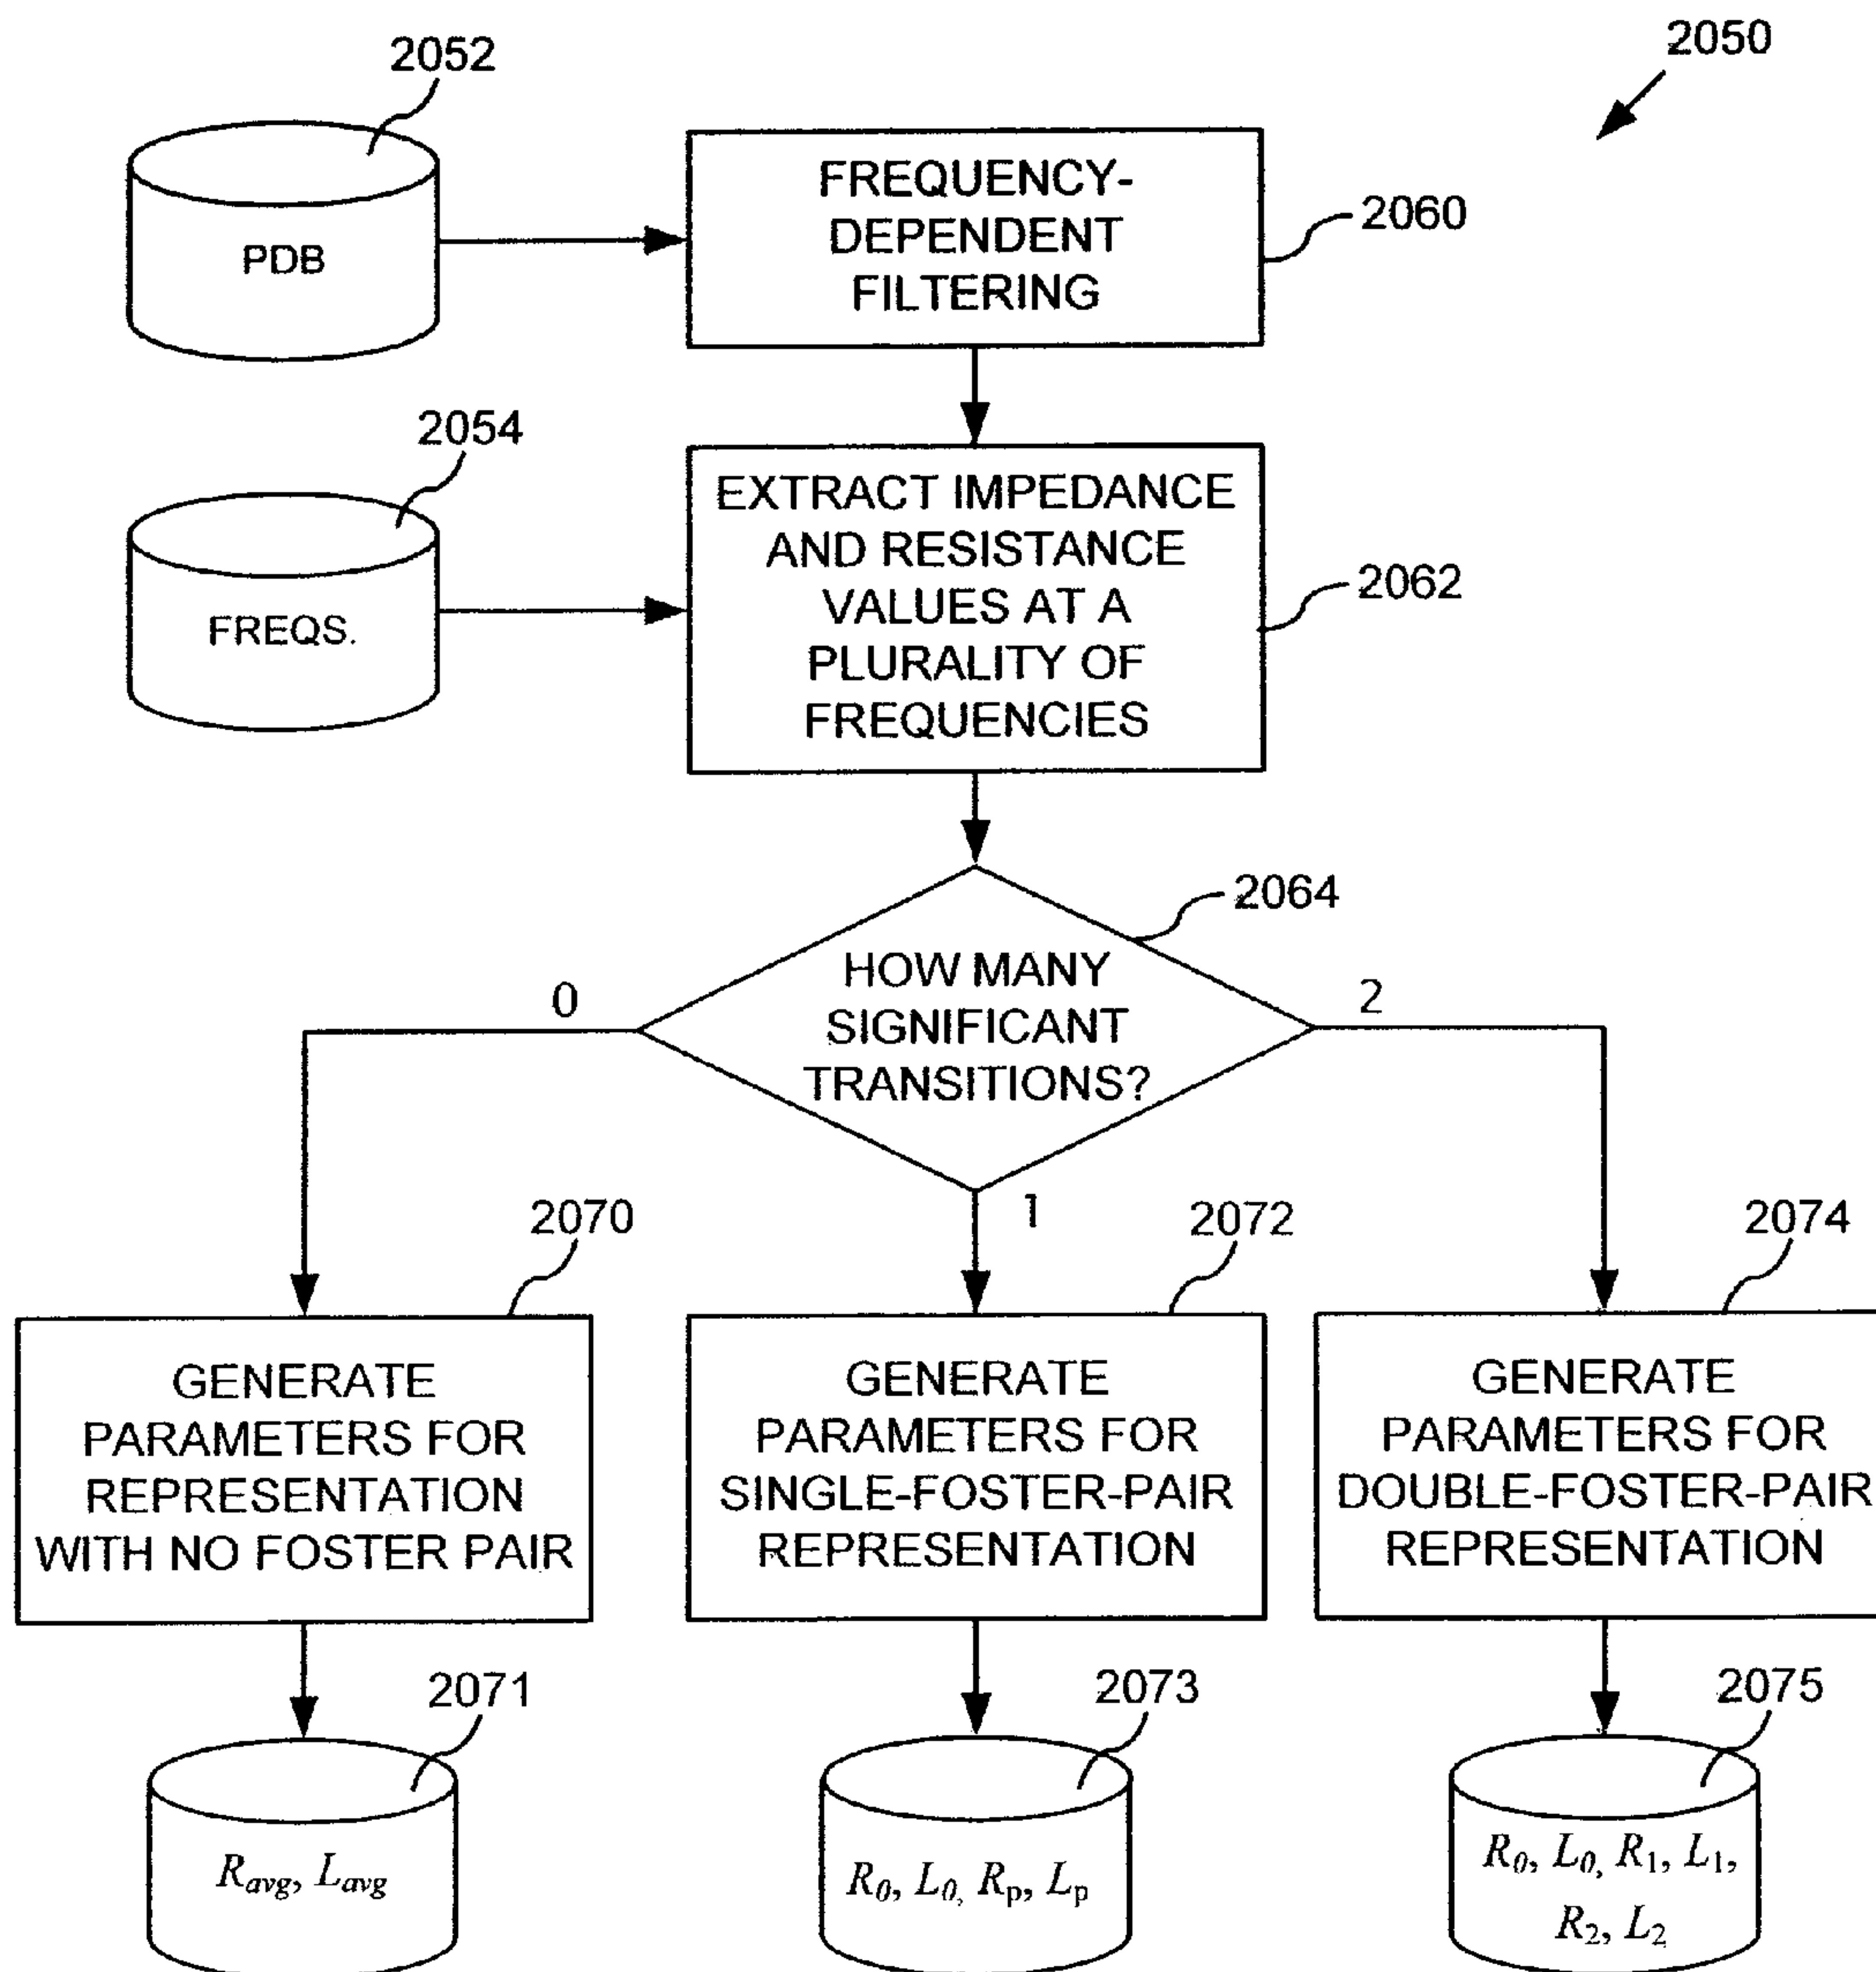 2052
2050
FREQUENCY-
DEPENDENT
FILTERING
2060
PDB
2054
EXTRACT IMPEDANCE
AND RESISTANCE
VALUES AT A
PLURALITY OF
FREQUENCIES
2062
FREQS.
2064
HOW MANY
SIGNIFICANT
TRANSITIONS?
0
2
1
2070
2072
2074
GENERATE
PARAMETERS FOR
REPRESENTATION
WITH NO FOSTER PAIR
GENERATE
PARAMETERS FOR
SINGLE-FOSTER-PAIR
REPRESENTATION
GENERATE
PARAMETERS FOR
DOUBLE-FOSTER-PAIR
REPRESENTATION
2071
2073
2075
Ravg, Lavg
R0, L0, Rp, Lp
R0, L0, R1, L1,
R2, L2